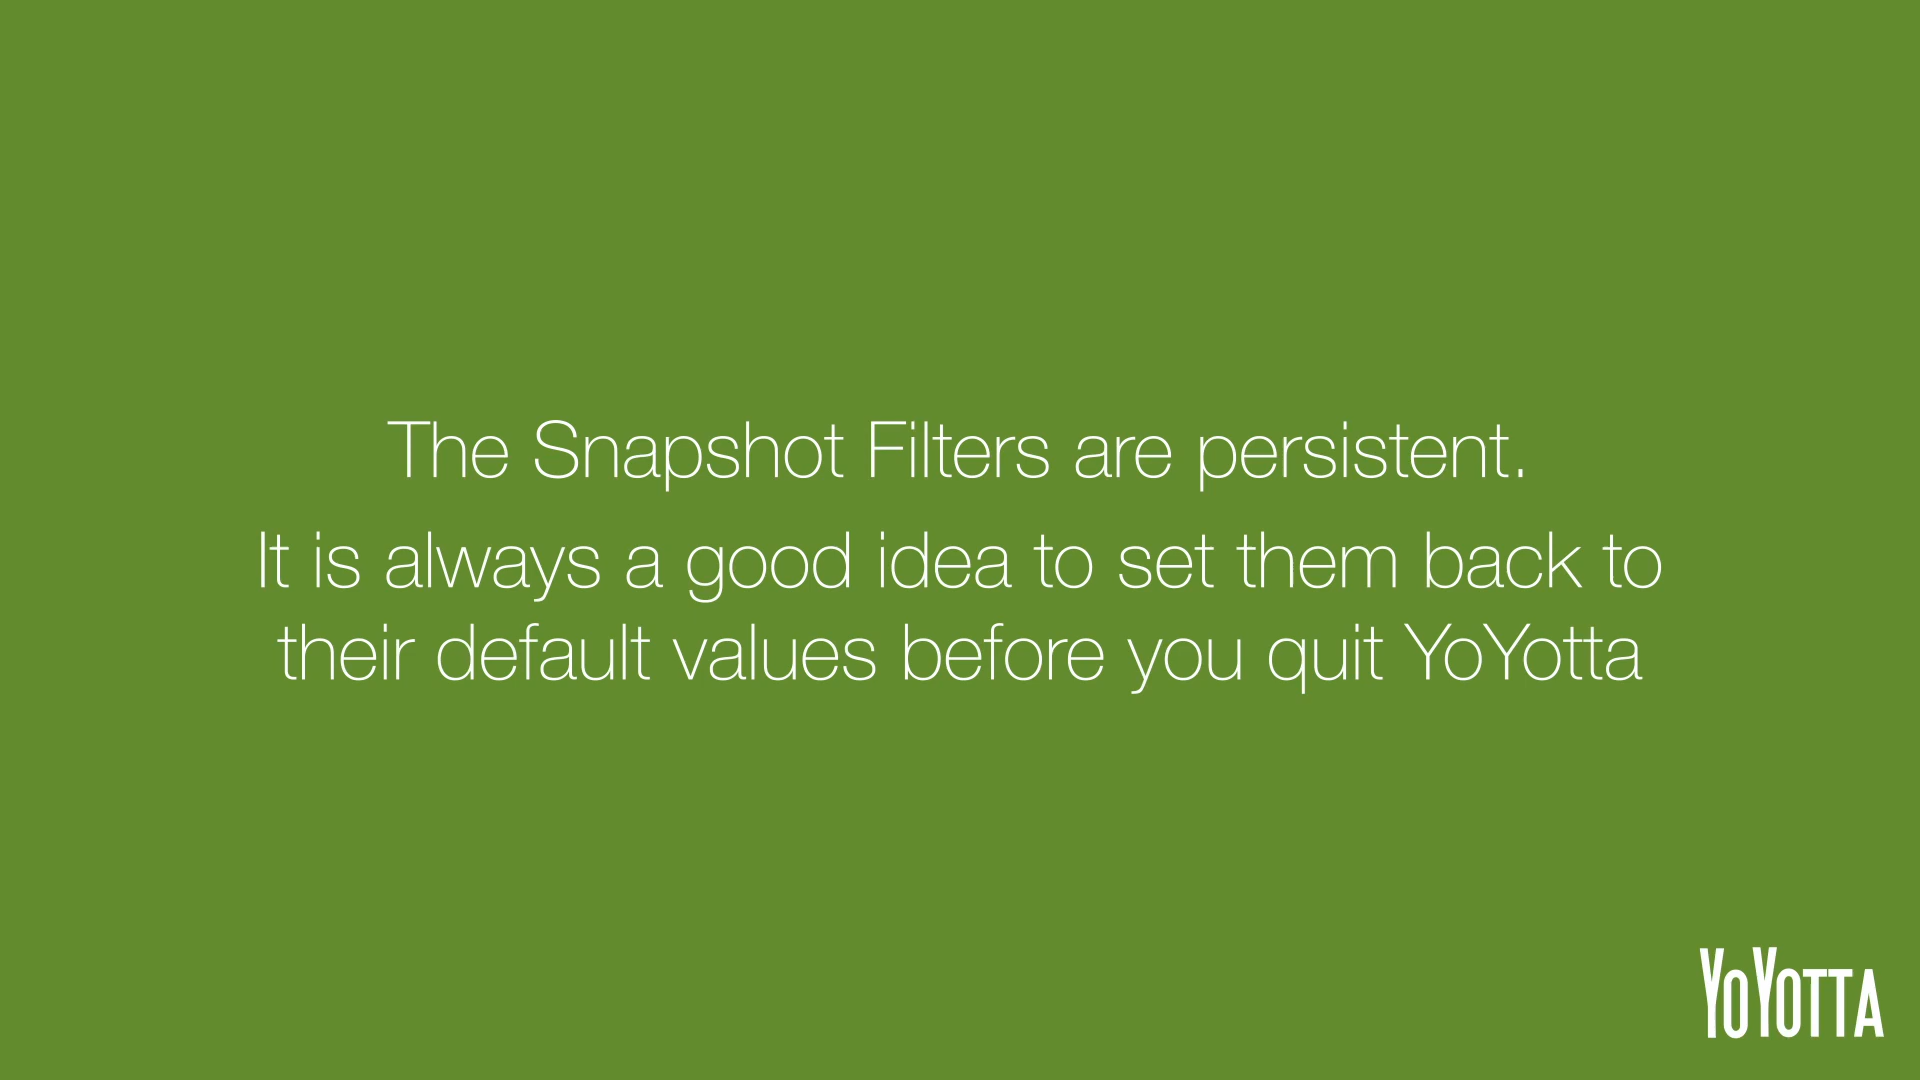 The Snapshot Filters are persistent.
It is always a good idea to set them back to
their default values before you quit YoYotta
YOYOTTA